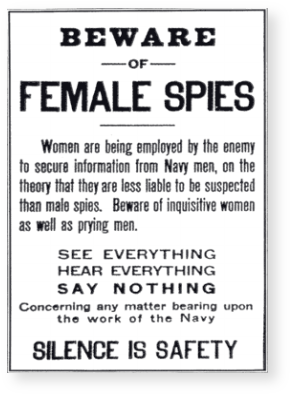 BEWARE
OF
FEMALE SPIES
Women are being employed by the enemy
to secure information from Navy men, on the
theory that they are less liable to be suspected
than male spies. Beware of inquisitive women
as well as prying men.
SEE EVERYTHING
HEAR EVERYTHING
SAY NOTHING
Concerning any matter bearing upon
the work of the Navy
SILENCE IS SAFETY